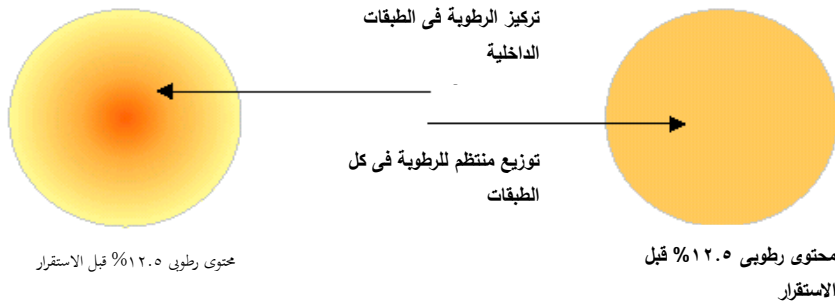 تركيز الرطوبة فى الطبقات
الداخلية
توزيع منتظم للرطوبة فى كل
الطبقات
محتوى رطوبى ١٢.٥% قبل
الاستقرار
محتوى رطوبى ١٢.٥% قبل الاستقرار